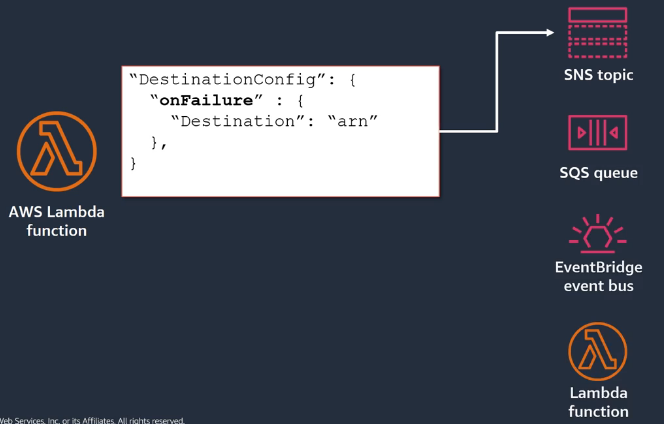 "DestinationConfig": {
"onFailure" : {
"Destination": "arn"
},
}
AWS Lambda
function
SNS topic
SQS queue
EventBridge
event bus
Lambda
function
Web Services, Inc. or its Affiliates. All rights reserved.